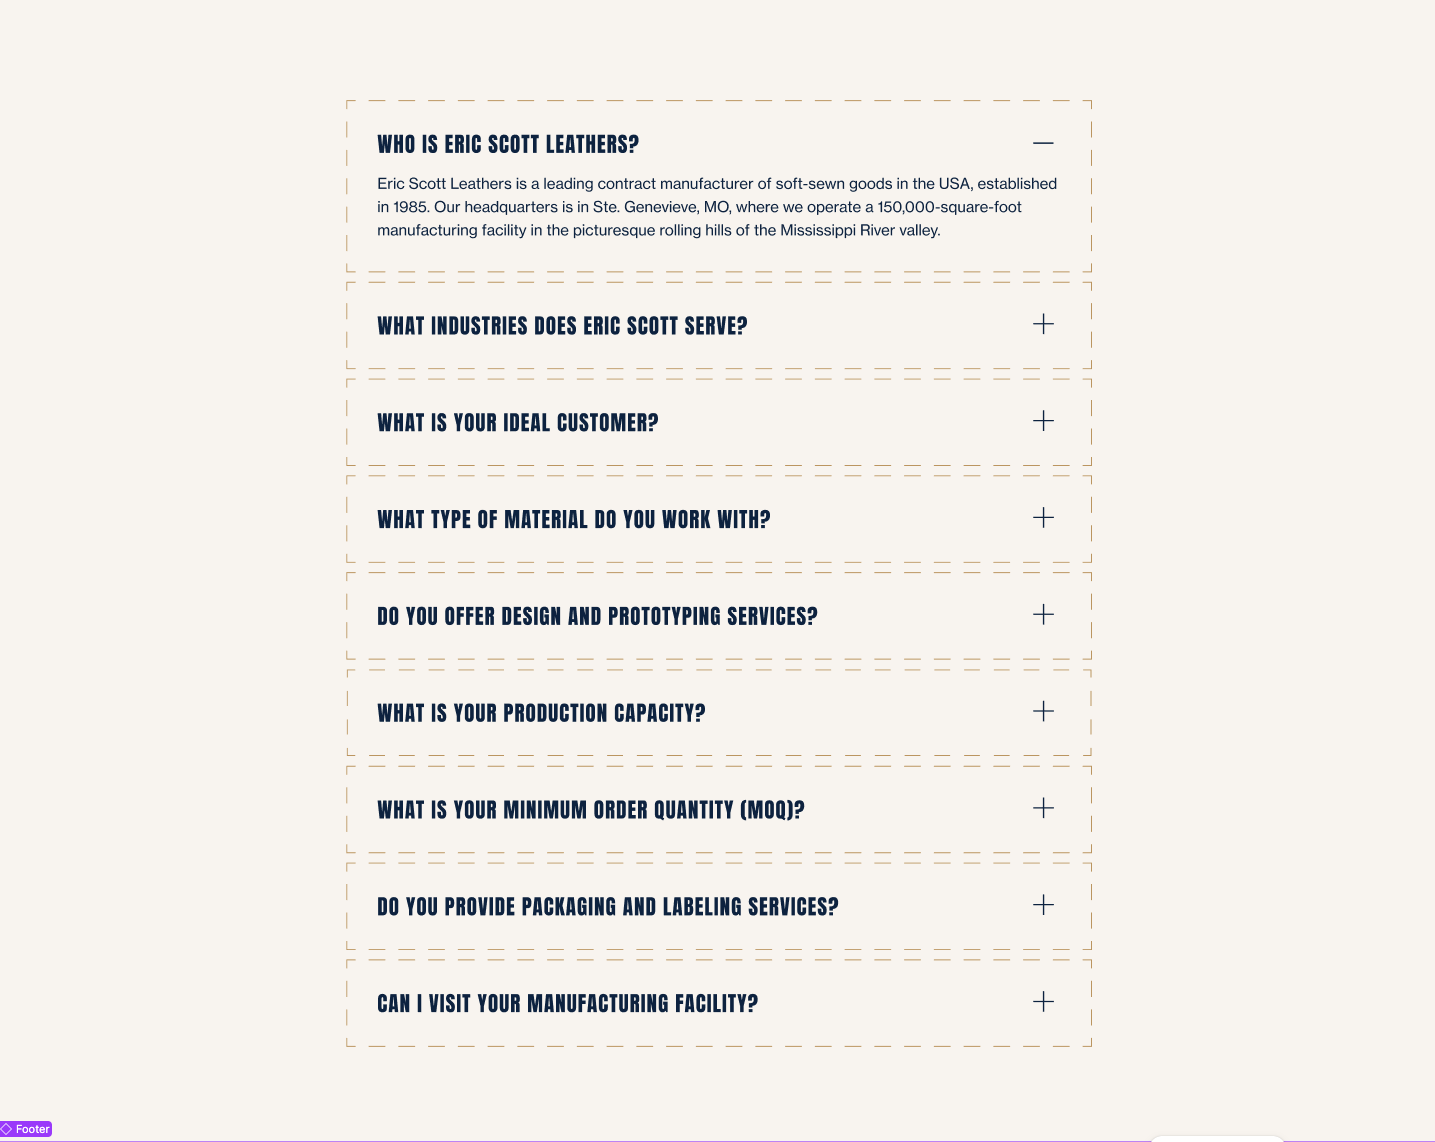 WHO IS ERIC SCOTT LEATHERS?
Eric Scott Leathers is a leading contract manufacturer of soft-sewn goods in the USA, established
in 1985. Our headquarters is in Ste. Genevieve, MO, where we operate a 150,000-square-foot
manufacturing facility in the picturesque rolling hills of the Mississippi River valley.
WHAT INDUSTRIES DOES ERIC SCOTT SERVE?
WHAT IS YOUR IDEAL CUSTOMER?
WHAT TYPE OF MATERIAL DO YOU WORK WITH?
DO YOU OFFER DESIGN AND PROTOTYPING SERVICES?
WHAT IS YOUR PRODUCTION CAPACITY?
WHAT IS YOUR MINIMUM ORDER QUANTITY (MOQ)?
DO YOU PROVIDE PACKAGING AND LABELING SERVICES?
CAN I VISIT YOUR MANUFACTURING FACILITY?
Footer